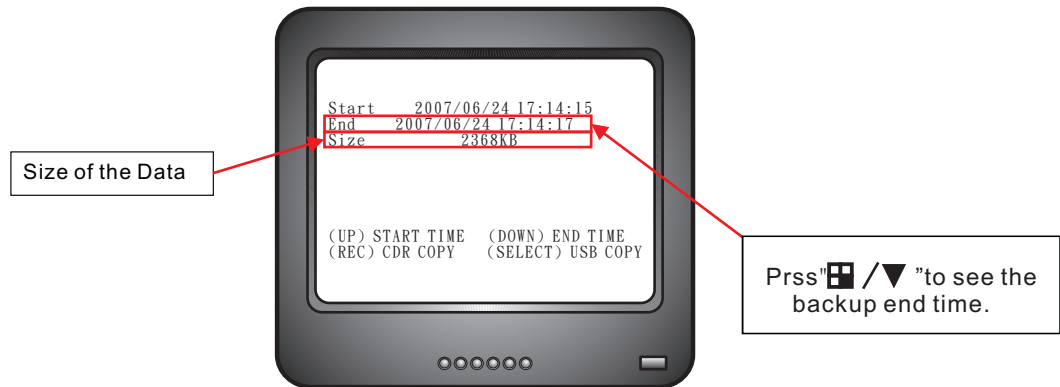 Start 2007/06/24 17:14:15
End 2007/06/24 17:14:17
Size 2368KB
(UP) START TIME (DOWN) END TIME
(REC) CDR COPY (SELECT) USB COPY
Size of the Data
Prss"⊞ /▼ "to see the
backup end time.